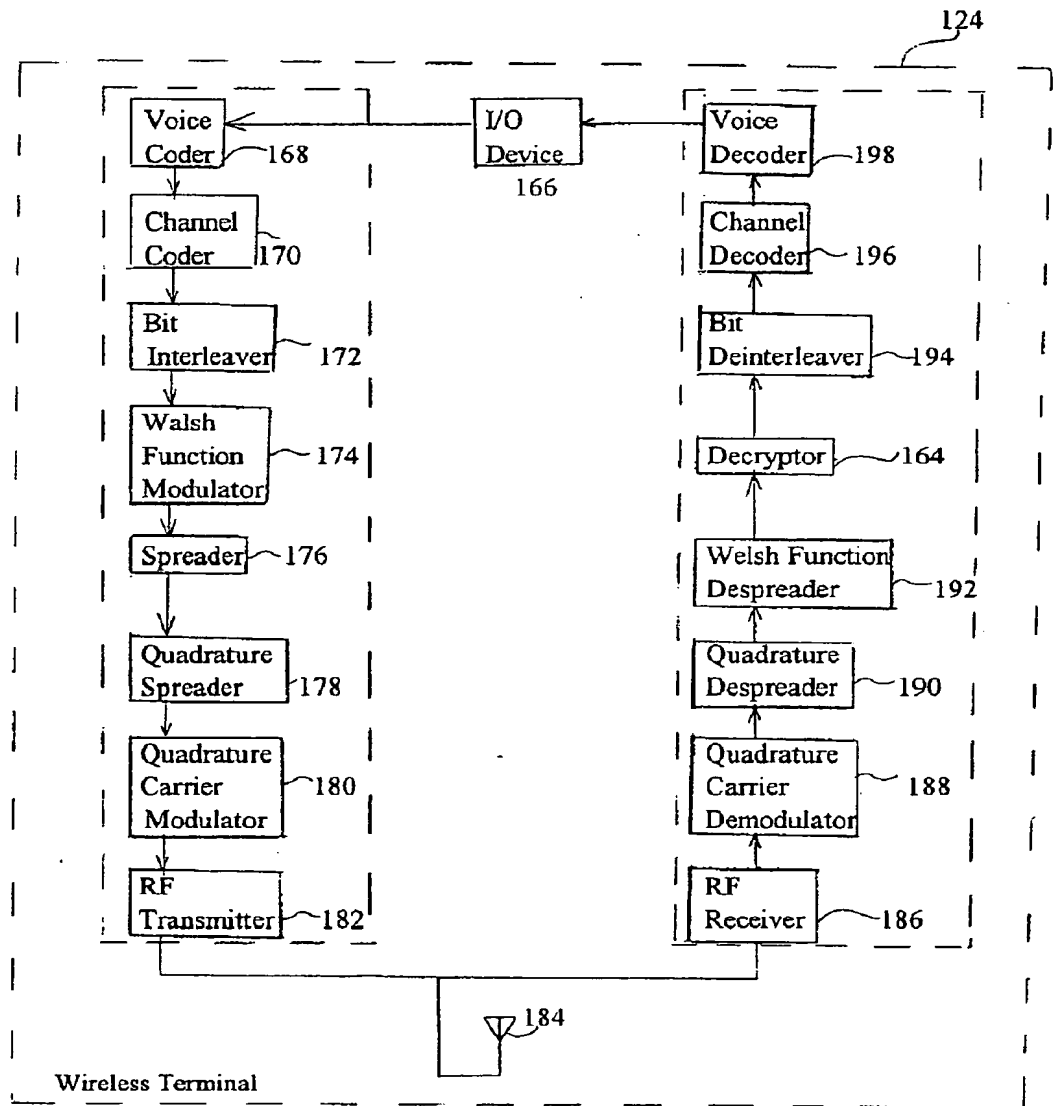 124
Voice
Coder
168
Channel
Coder
170
Bit
Interleaver
172
Walsh
Function
Modulator
174
Spreader
176
Quadrature
Spreader
178
Quadrature
Carrier
Modulator
180
RF
Transmitter
182
I/O
Device
166
Voice
Decoder
198
Channel
Decoder
196
Bit
Deinterleaver
194
Decryptor
164
Welsh Function
Despreader
192
Quadrature
Despreader
190
Quadrature
Carrier
Demodulator
188
RF
Receiver
186
184
Wireless Terminal